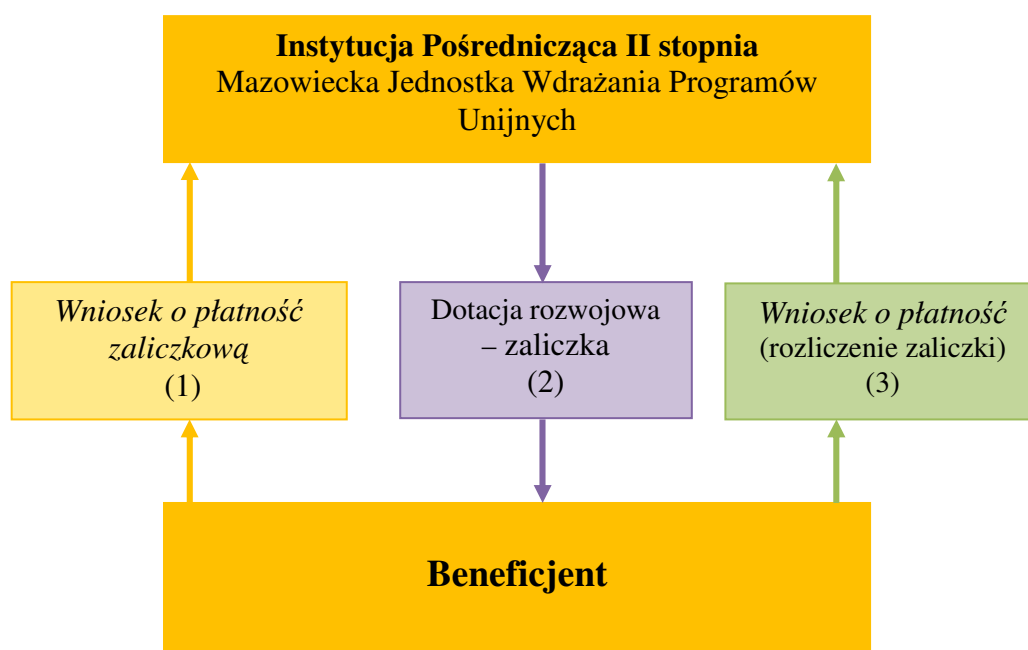 Instytucja Pośrednicząca II stopnia
Mazowiecka Jednostka Wdrażania Programów
Unijnych
Wniosek o płatność
zaliczkową
(1)
Dotacja rozwojowa
– zaliczka
(2)
Wniosek o płatność
(rozliczenie zaliczki)
(3)
Beneficjent